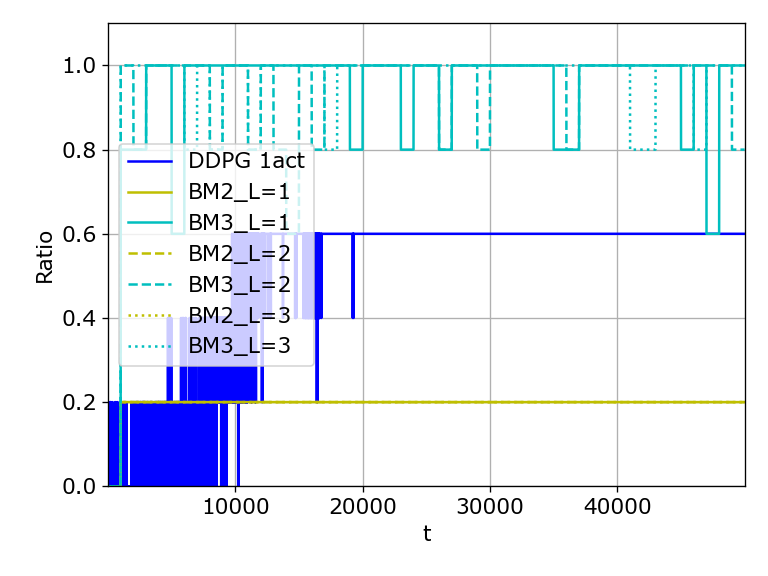 1.0
0.8
0.6
0.4
0.2
0.0
Ratio
DDPG 1act
BM2_L=1
BM3_L=1
BM2_L=2
BM3_L=2
BM2_L=3
BM3_L=3
10000 20000 30000 40000
t